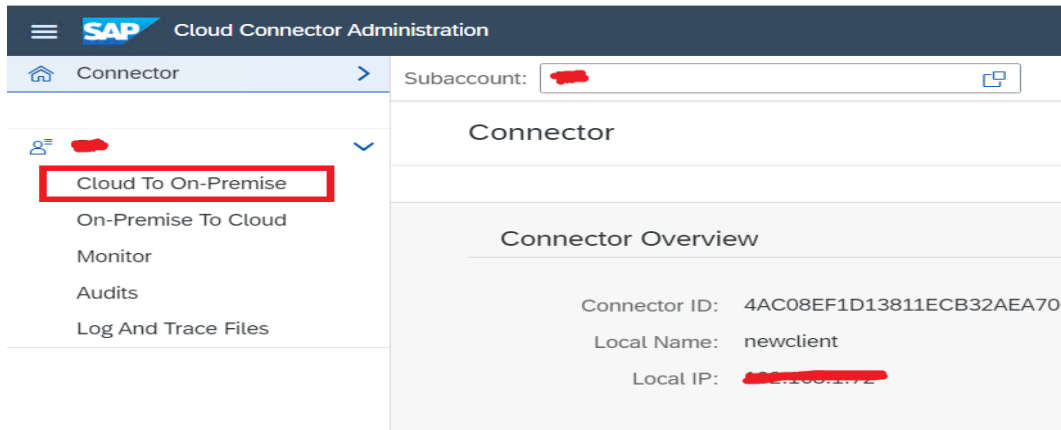 SAP Cloud Connector Administration
Connector
Subaccount:
Connector
Cloud To On-Premise
On-Premise To Cloud
Monitor
Audits
Log And Trace Files
Connector Overview
Connector ID: 4AC08EF1D13811ECB32AEA70
Local Name: newclient
Local IP: